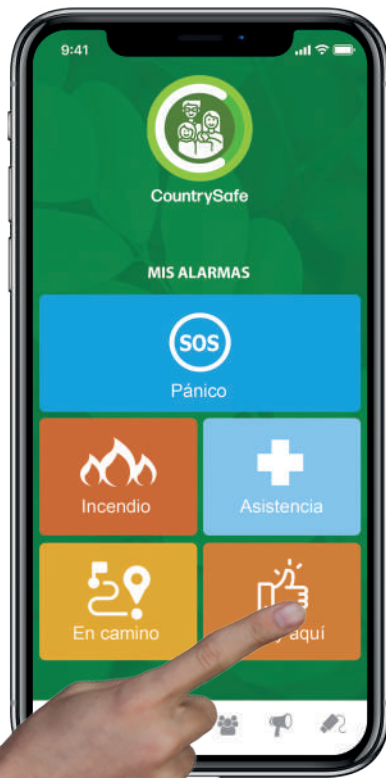 9:41
CountrySafe
MIS ALARMAS
SOS
Pánico
Incendio
Asistencia
En camino
aquí